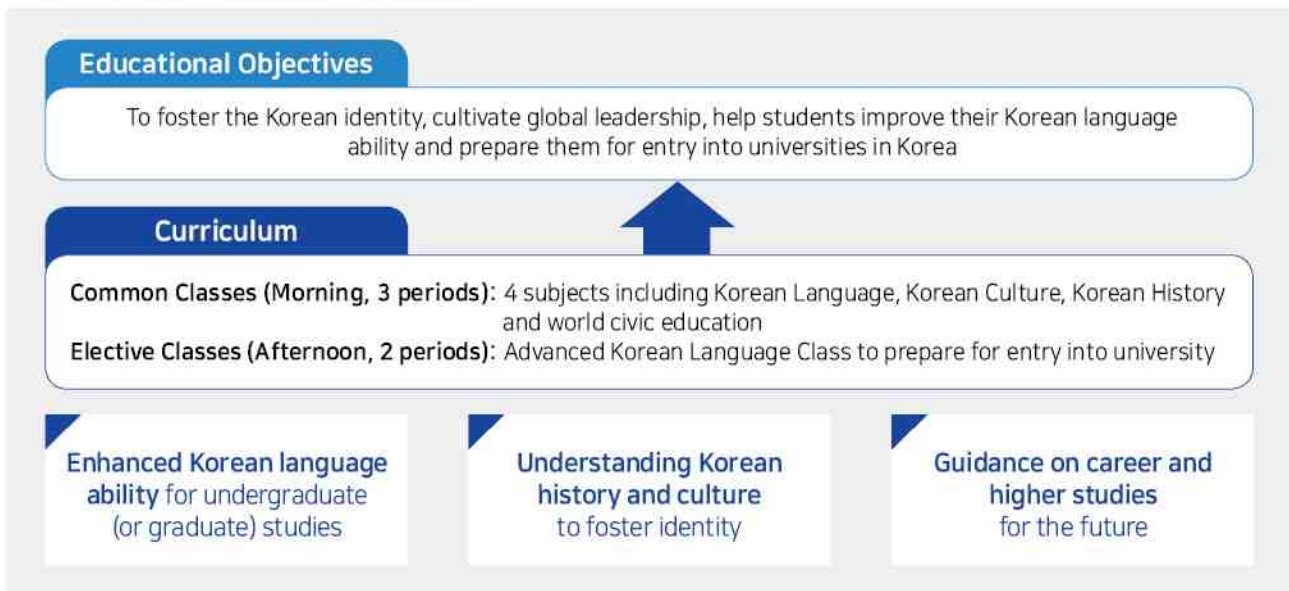 Educational Objectives
To foster the Korean identity, cultivate global leadership, help students improve their Korean language
ability and prepare them for entry into universities in Korea
Curriculum
Common Classes (Morning, 3 periods): 4 subjects including Korean Language, Korean Culture, Korean History
and world civic education
Elective Classes (Afternoon, 2 periods): Advanced Korean Language Class to prepare for entry into university
Enhanced Korean language
ability for undergraduate
(or graduate) studies
Understanding Korean
history and culture
to foster identity
Guidance on career and
higher studies
for the future